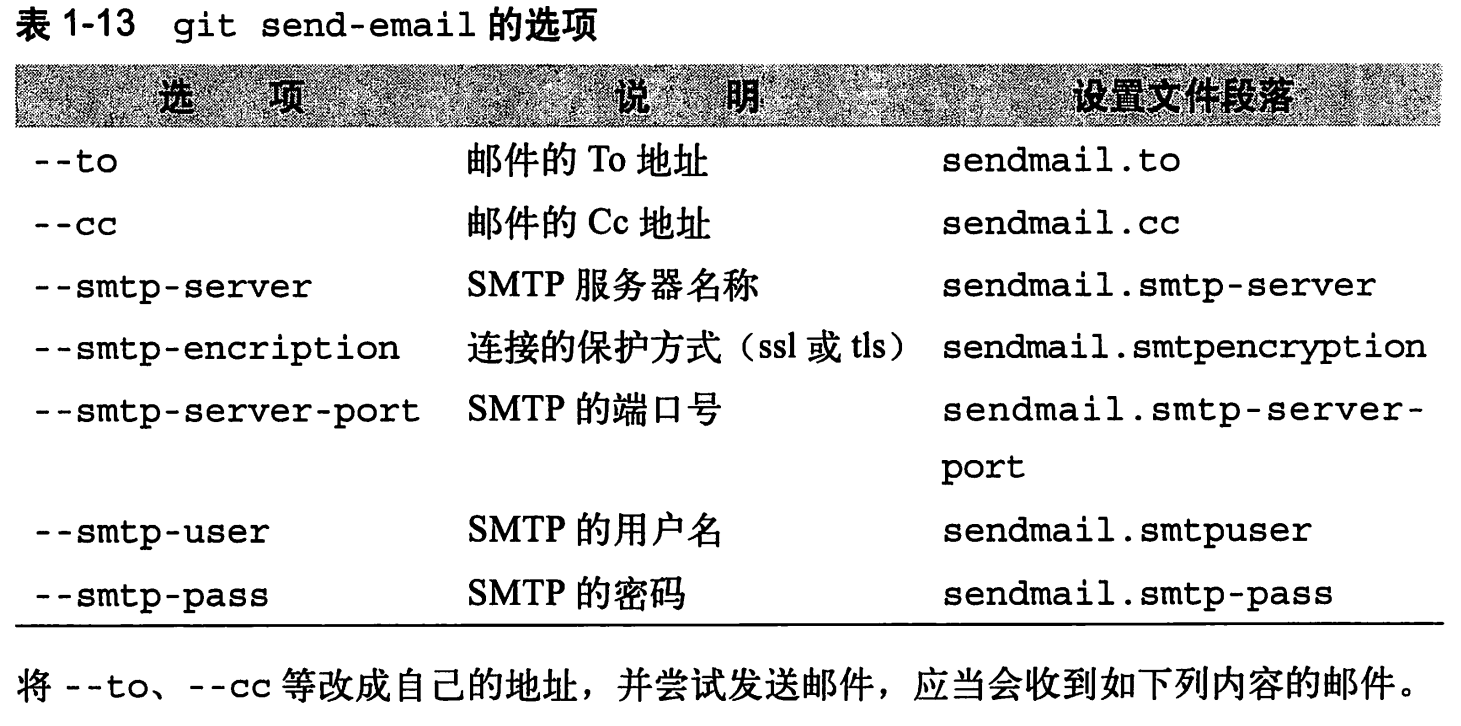 表 1-13 git send-email 的选项
选 项 说 明 设置文件段落
--to 邮件的 To 地址 sendmail.to
--cc 邮件的 Cc 地址 sendmail.cc
--smtp-server SMTP 服务器名称 sendmail.smtp-server
--smtp-encription 连接的保护方式（ssl 或 tls） sendmail.smtpencryption
--smtp-server-port SMTP 的端口号 sendmail.smtp-server-
port
--smtp-user SMTP 的用户名 sendmail.smtpuser
--smtp-pass SMTP 的密码 sendmail.smtp-pass
将 --to、--cc 等改成自己的地址，并尝试发送邮件，应当会收到如下列内容的邮件。